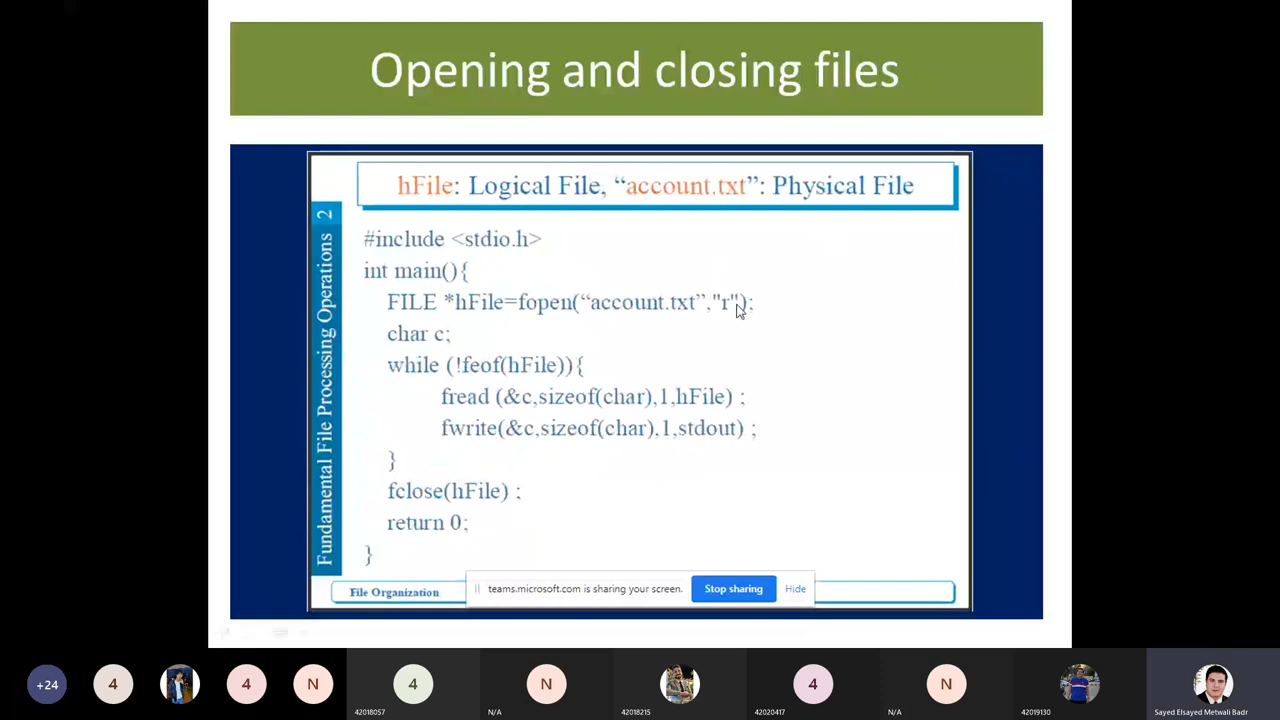 Opening and closing files
hFile: Logical File, “account.txt”: Physical File
Fundamental File Processing Operations 2
#include <stdio.h>
int main(){
FILE *hFile=fopen(“account.txt”,"r");
char c;
while (!feof(hFile)){
fread (&c,sizeof(char),1,hFile) ;
fwrite(&c,sizeof(char),1,stdout) ;
}
fclose(hFile) ;
return 0;
}
File Organization
teams.microsoft.com is sharing your screen.
Stop sharing
Hide
+24
4
4
N
4
N
4
N
42018057
N/A
42018215
42020417
N/A
42019130
Sayed Elsayed Metwali Badr